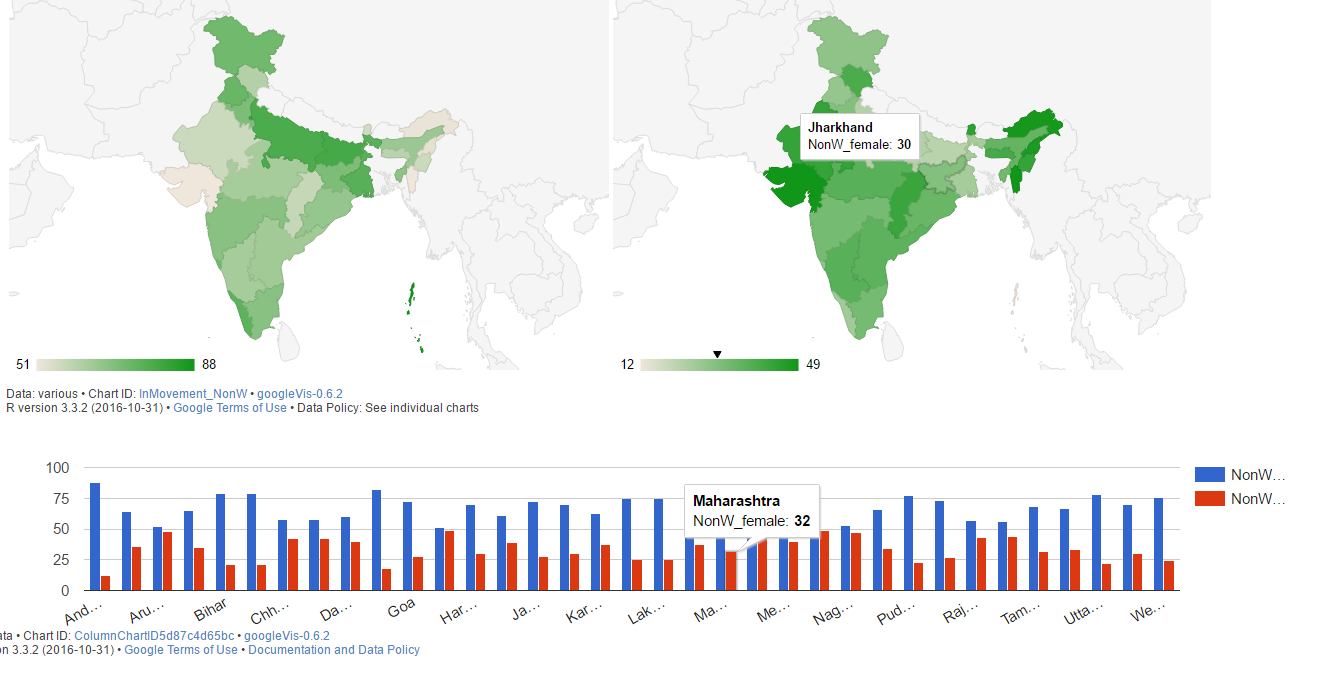 Jharkhand
NonW_female: 30
51 88
12 49
Data: various • Chart ID: InMovement_NonW • googleVis-0.6.2
R version 3.3.2 (2016-10-31) • Google Terms of Use • Data Policy: See individual charts
100
75
50
25
0
NonW...
NonW...
Maharashtra
NonW_female: 32
And... Aru... Bihar Chh... Da... Goa Har... Ja... Kar... Lak... Ma... Me... Nag... Pud... Raj... Tam... Utta... We...
ata • Chart ID: ColumnChartID5d87c4d65bc • googleVis-0.6.2
n 3.3.2 (2016-10-31) • Google Terms of Use • Documentation and Data Policy